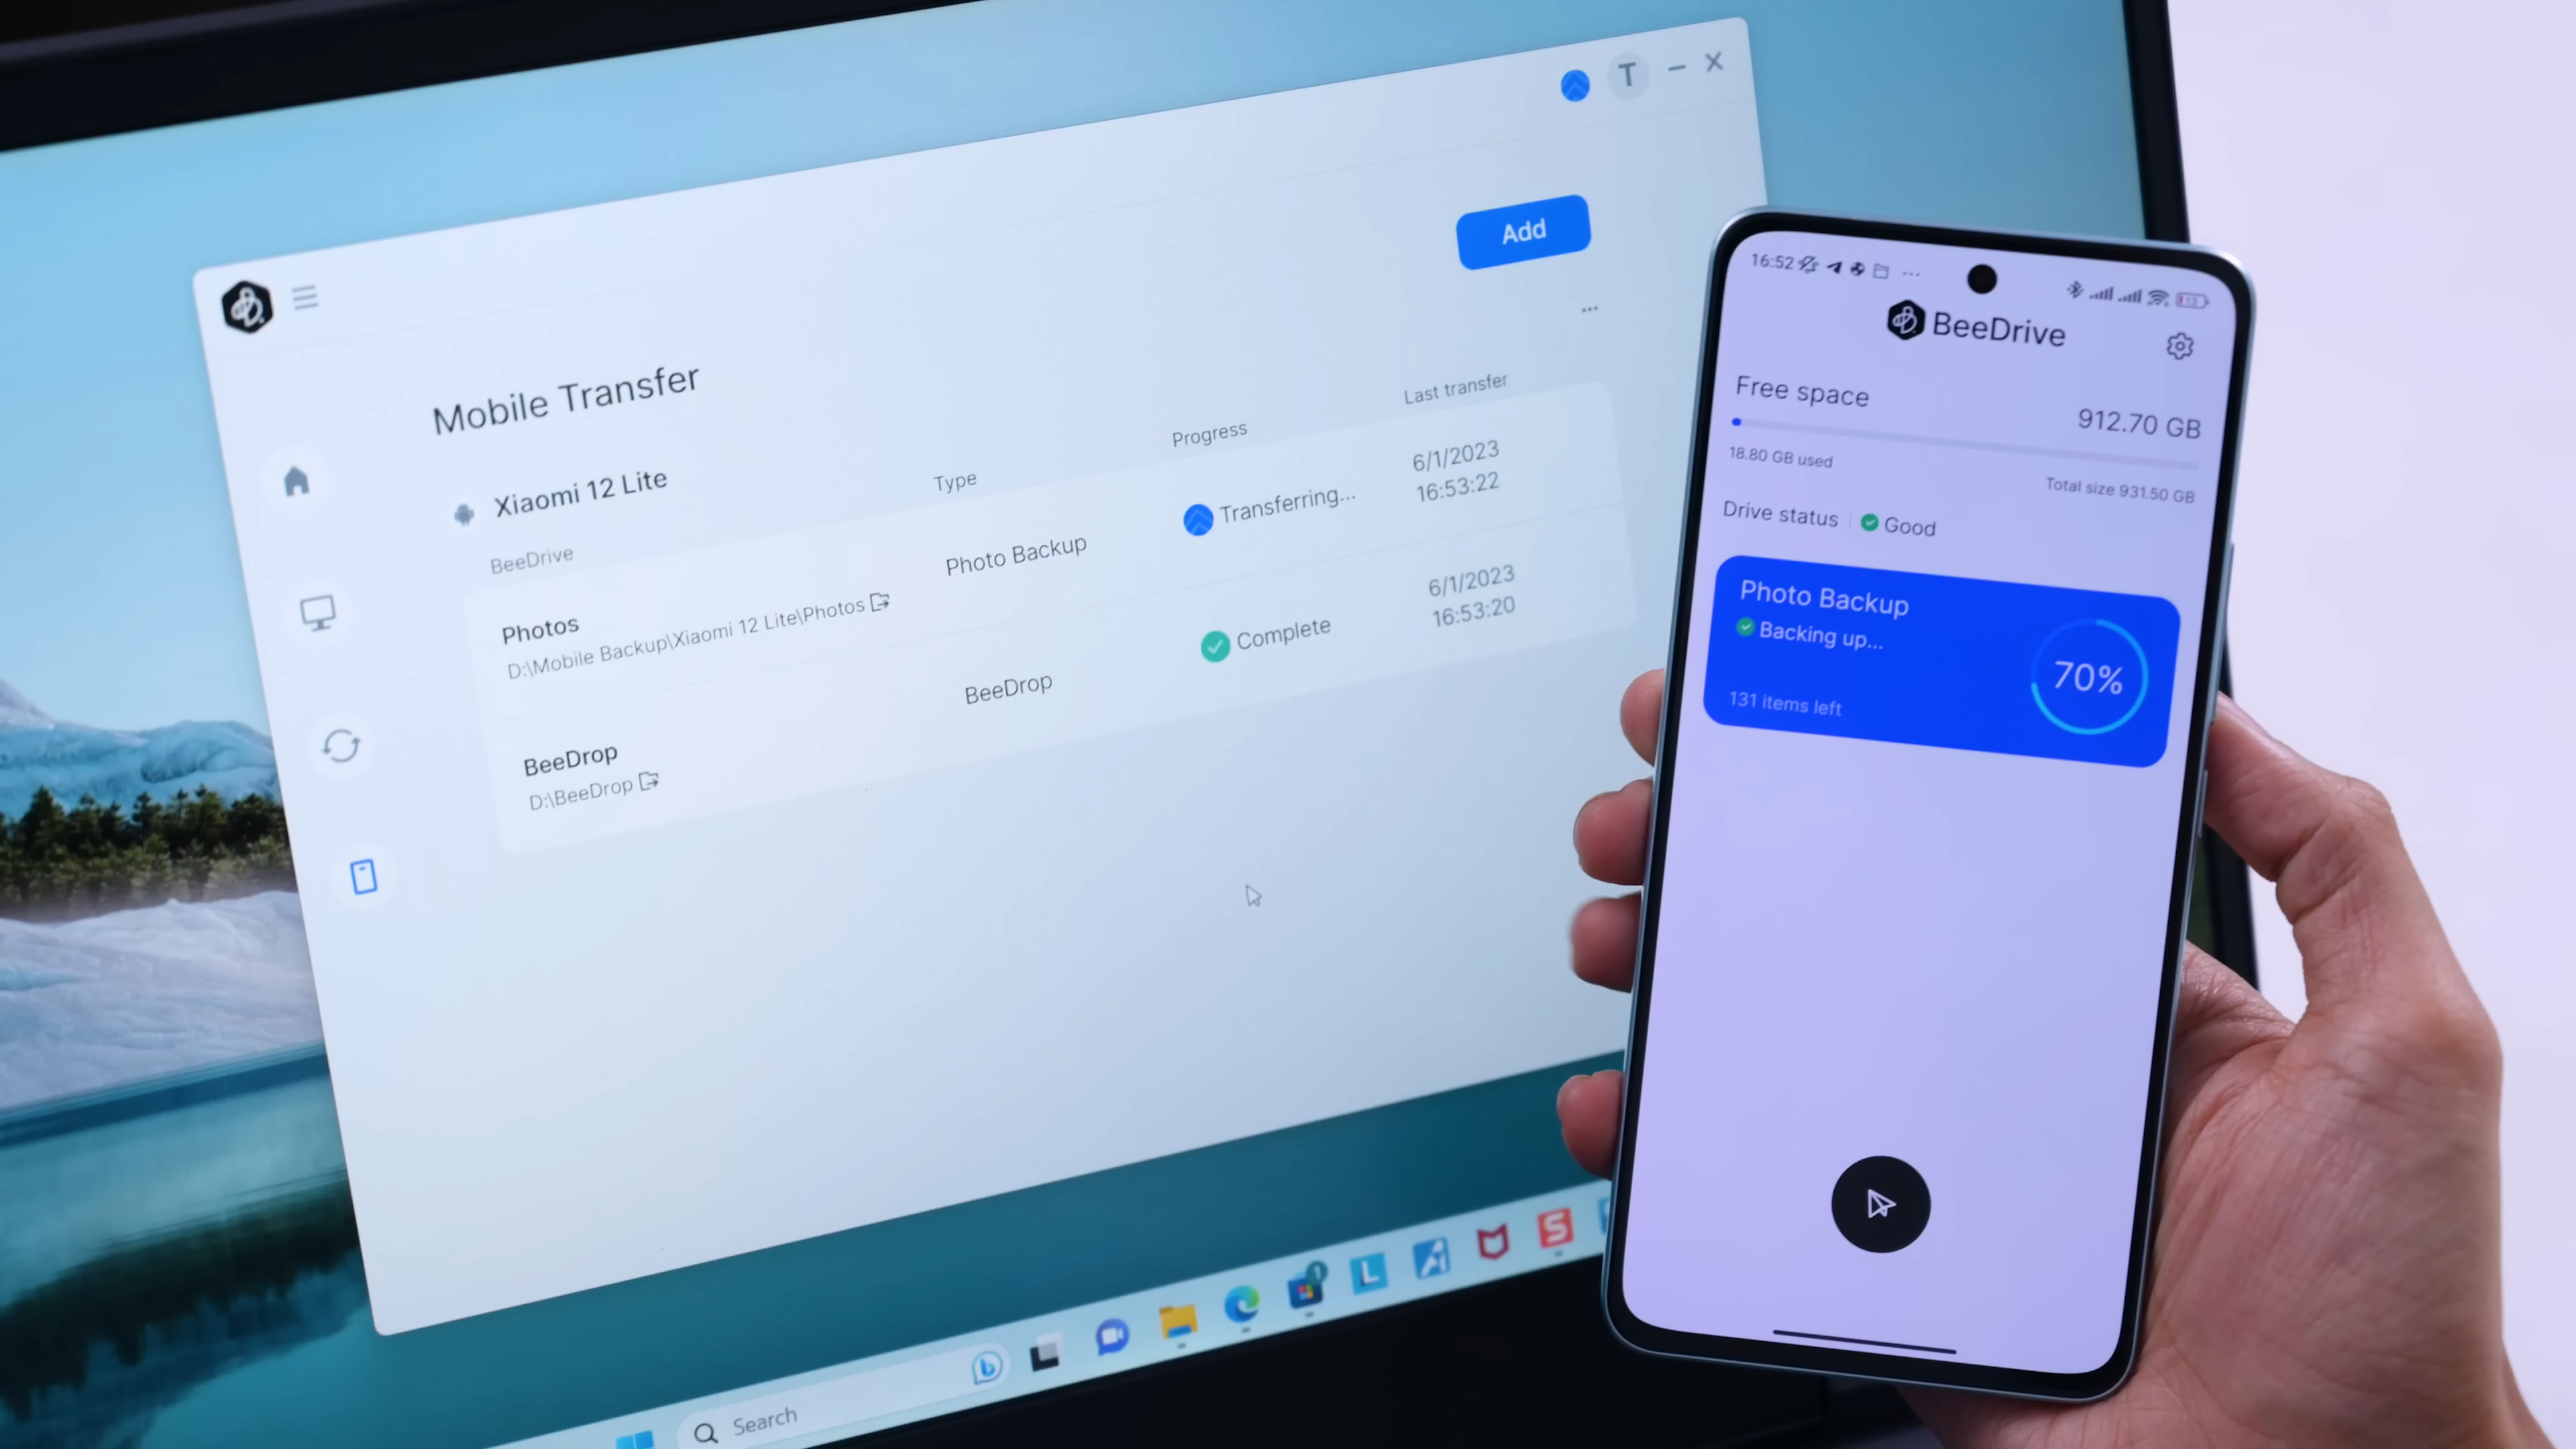 T
Add
Mobile Transfer
Xiaomi 12 Lite
Type
Progress
Last transfer
BeeDrive
Photos
D:\Mobile Backup\Xiaomi 12 Lite\Photos
Photo Backup
Transferring...
6/1/2023
16:53:22
BeeDrop
D:\BeeDrop
BeeDrop
Complete
6/1/2023
16:53:20
Search
1
L
S
16:52
BeeDrive
Free space
912.70 GB
18.80 GB used
Total size 931.50 GB
Drive status
Good
Photo Backup
Backing up...
131 items left
70%